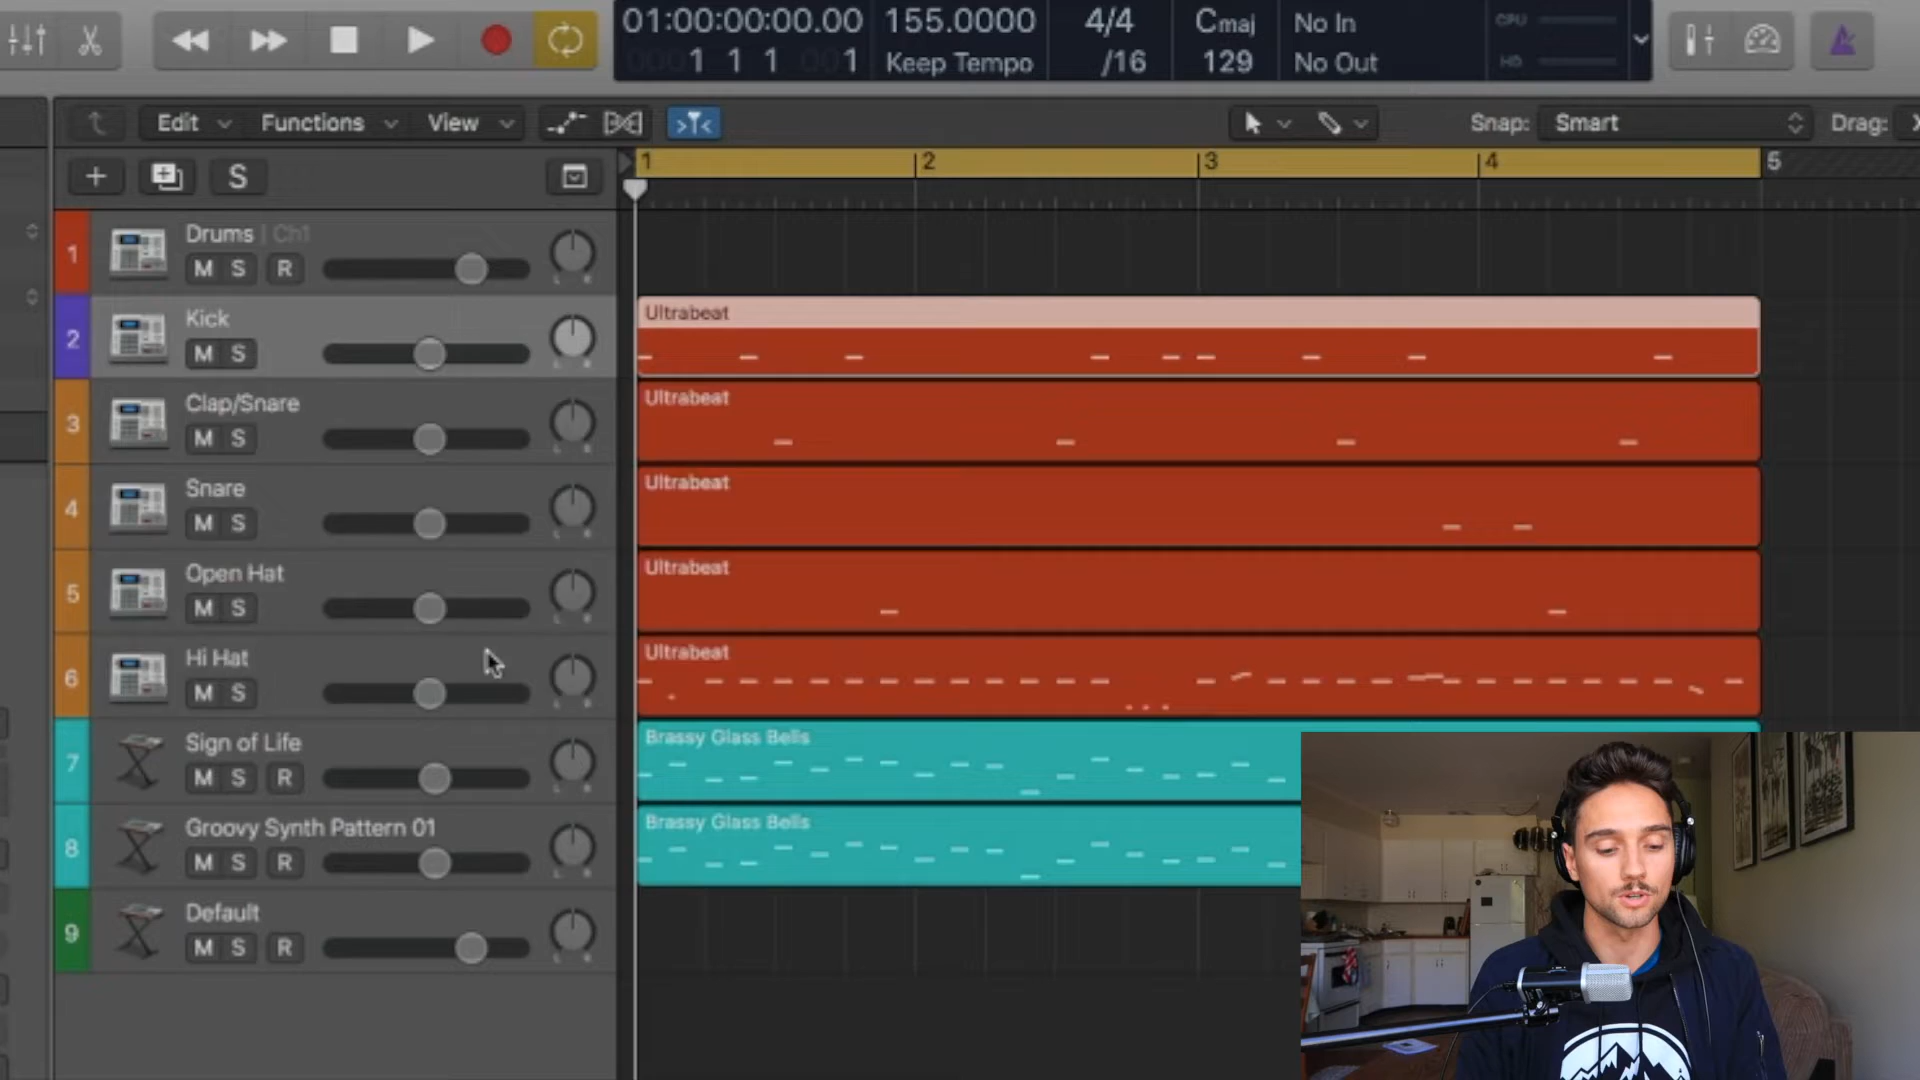 01:00:00:00.00
155.0000
4/4
Cmaj
No In
CPU
1 1 1 001
Keep Tempo
/16
129
No Out
HD
Edit
Functions
View
Snap: Smart
Drag:
S
1
2
3
4
5
1
Drums | Ch1
M S R
2
Kick
M S
Ultrabeat
3
Clap/Snare
M S
Ultrabeat
4
Snare
M S
Ultrabeat
5
Open Hat
M S
Ultrabeat
6
Hi Hat
M S
Ultrabeat
7
Sign of Life
M S R
Brassy Glass Bells
8
Groovy Synth Pattern 01
M S R
Brassy Glass Bells
9
Default
M S R